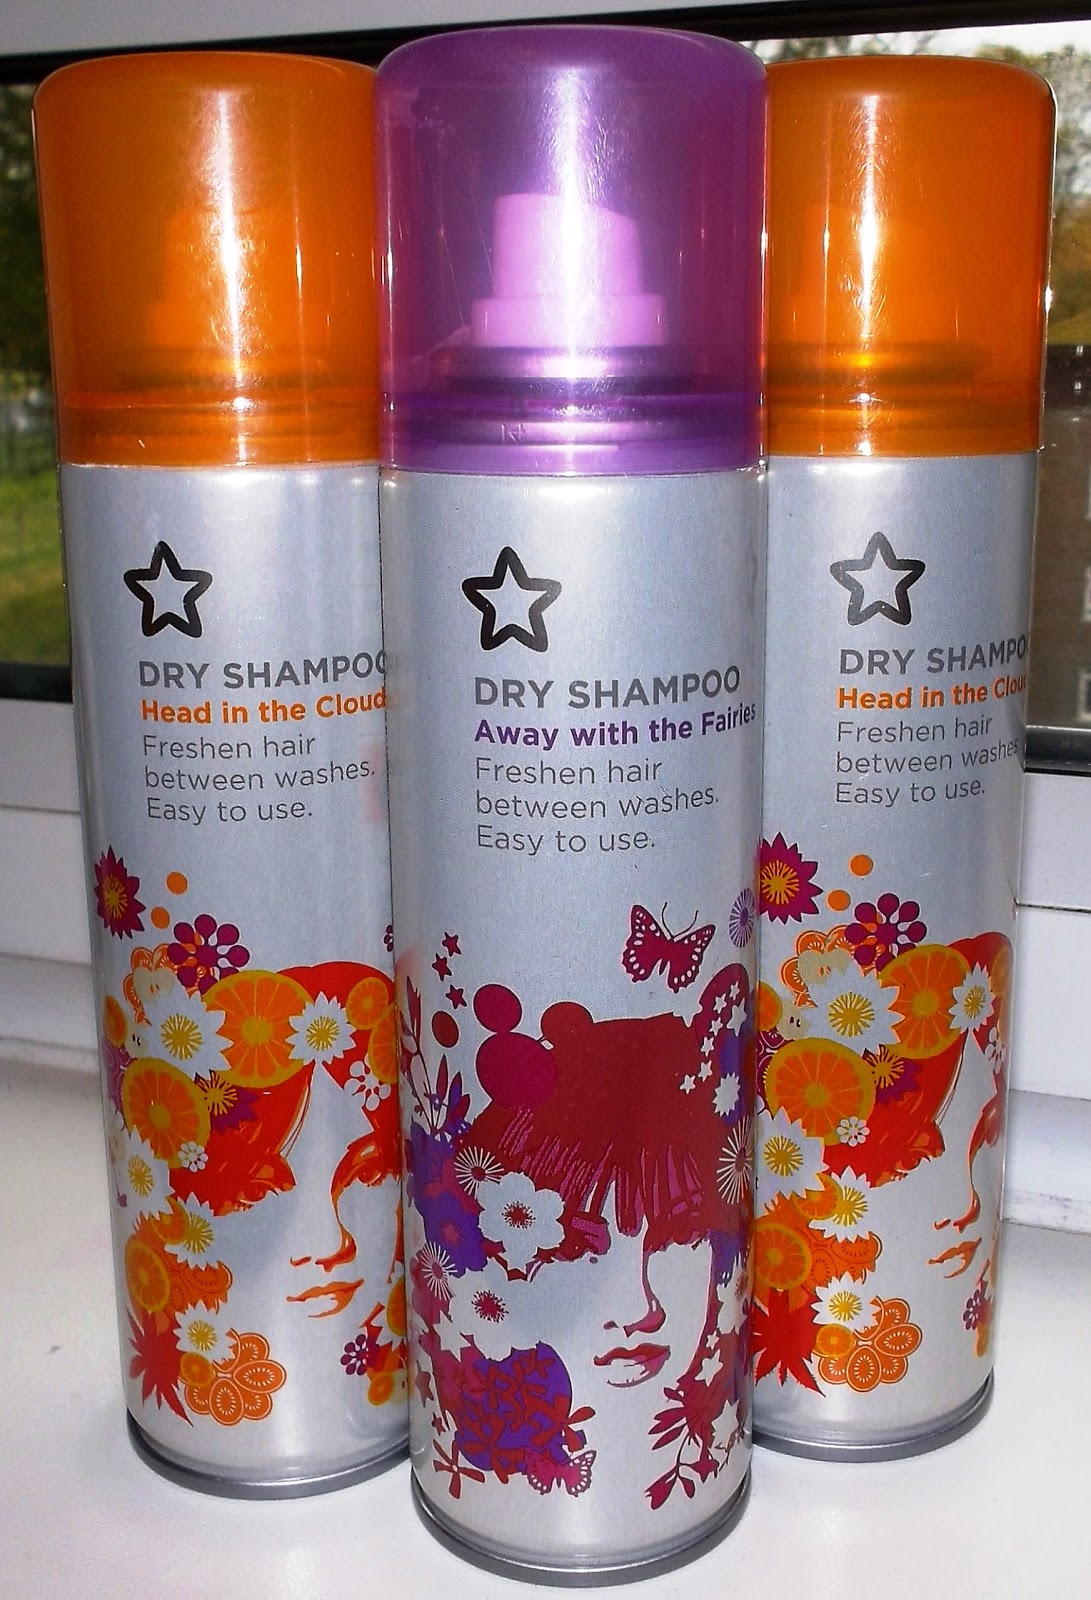 DRY SHAMPOO
Head in the Cloud
Freshen hair
between washes.
Easy to use.
DRY SHAMPOO
Away with the Fairies
Freshen hair
between washes.
Easy to use.
DRY SHAMPO
Head in the Clou
Freshen hair
between washes
Easy to use.